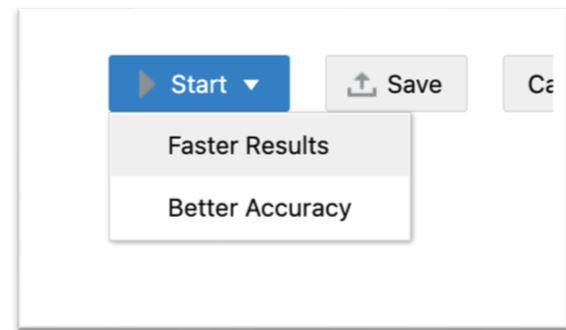 Start
Save
Faster Results
Better Accuracy